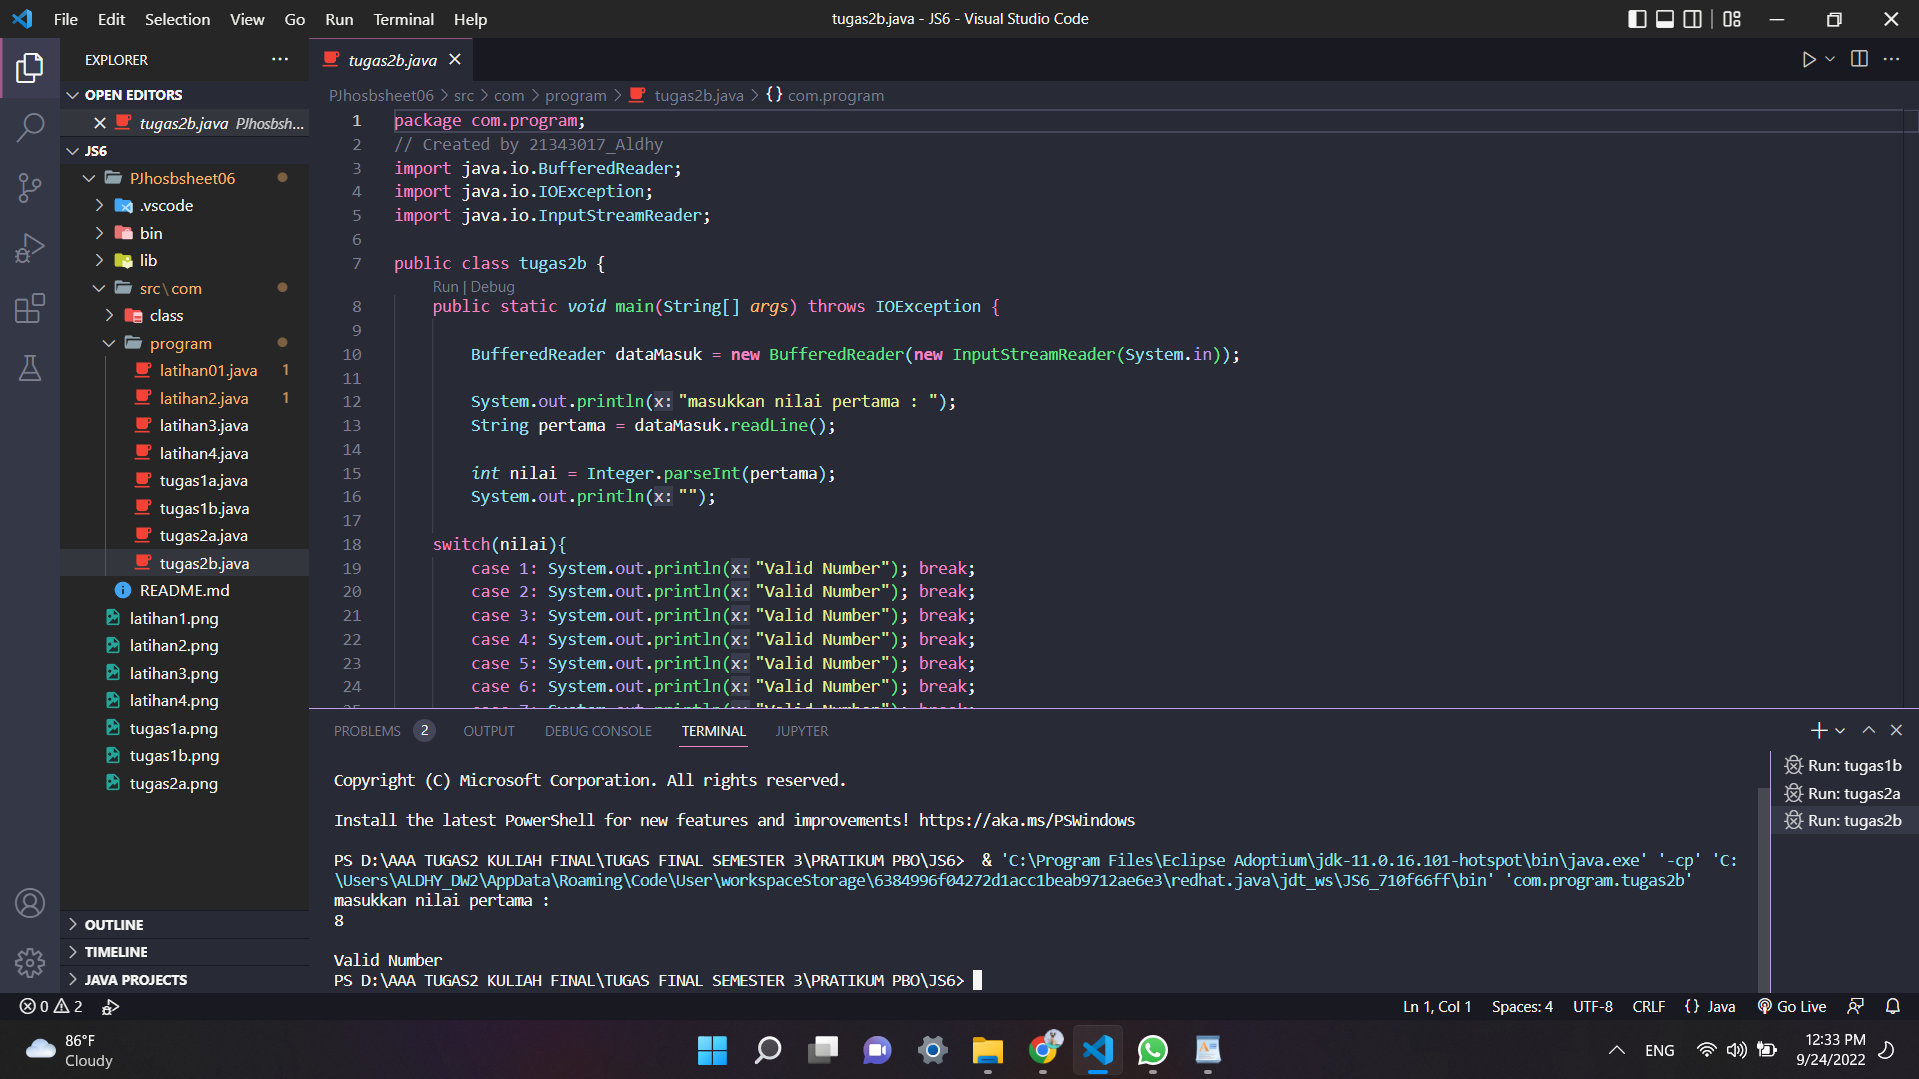 File Edit Selection View Go Run Terminal Help
tugas2b.java - JS6 - Visual Studio Code
EXPLORER
OPEN EDITORS
tugas2b.java PJhosbsh...
JS6
PJhosbsheet06
.vscode
bin
lib
src\com
class
program
latihan01.java 1
latihan2.java 1
latihan3.java
latihan4.java
tugas1a.java
tugas1b.java
tugas2a.java
tugas2b.java
README.md
latihan1.png
latihan2.png
latihan3.png
latihan4.png
tugas1a.png
tugas1b.png
tugas2a.png
OUTLINE
TIMELINE
JAVA PROJECTS
tugas2b.java
PJhosbsheet06 > src > com > program > tugas2b.java > {} com.program
1 package com.program;
2 // Created by 21343017_Aldhy
3 import java.io.BufferedReader;
4 import java.io.IOException;
5 import java.io.InputStreamReader;
6
7 public class tugas2b {
Run | Debug
8 public static void main(String[] args) throws IOException {
9
10 BufferedReader dataMasuk = new BufferedReader(new InputStreamReader(System.in));
11
12 System.out.println(x: "masukkan nilai pertama : ");
13 String pertama = dataMasuk.readLine();
14
15 int nilai = Integer.parseInt(pertama);
16 System.out.println(x: "");
17
18 switch(nilai){
19 case 1: System.out.println(x: "Valid Number"); break;
20 case 2: System.out.println(x: "Valid Number"); break;
21 case 3: System.out.println(x: "Valid Number"); break;
22 case 4: System.out.println(x: "Valid Number"); break;
23 case 5: System.out.println(x: "Valid Number"); break;
24 case 6: System.out.println(x: "Valid Number"); break;
PROBLEMS 2 OUTPUT DEBUG CONSOLE TERMINAL JUPYTER
Copyright (C) Microsoft Corporation. All rights reserved.
Install the latest PowerShell for new features and improvements! https://aka.ms/PSWindows
PS D:\AAA TUGAS2 KULIAH FINAL\TUGAS FINAL SEMESTER 3\PRATIKUM PBO\JS6>  & 'C:\Program Files\Eclipse Adoptium\jdk-11.0.16.101-hotspot\bin\java.exe' '-cp' 'C:
\Users\ALDHY_DW2\AppData\Roaming\Code\User\workspaceStorage\6384996f04272d1acc1beab9712ae6e3\redhat.java\jdt_ws\JS6_710f66ff\bin' 'com.program.tugas2b'
masukkan nilai pertama :
8
Valid Number
PS D:\AAA TUGAS2 KULIAH FINAL\TUGAS FINAL SEMESTER 3\PRATIKUM PBO\JS6>
Run: tugas1b
Run: tugas2a
Run: tugas2b
0 2
Ln 1, Col 1 Spaces: 4 UTF-8 CRLF {} Java Go Live
86°F
Cloudy
ENG
12:33 PM
9/24/2022